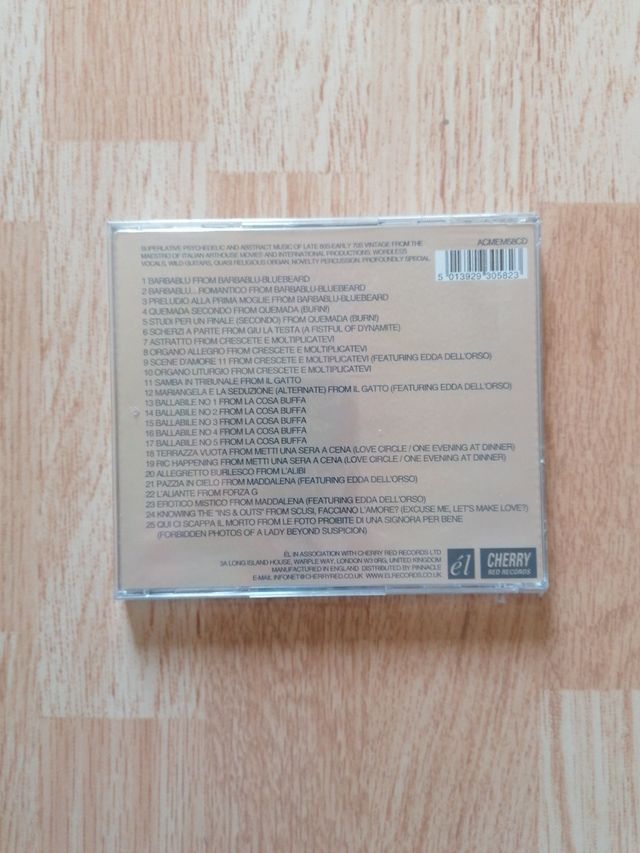 SUPERLATIVE PSYCHEDELIC AND ABSTRACT MUSIC OF LATE 60S-EARLY 70S VINTAGE FROM THE
MAESTRO OF ITALIAN ARTHOUSE MOVIES AND INTERNATIONAL PRODUCTIONS. WORDLESS
VOCALS, WILD GUITARS, QUASI RELIGIOUS ORGAN, NOVELTY PERCUSSION, PROFOUNDLY SPECIAL.
ACMEM58CD
5 013929 305823
1 BARBABLU FROM BARBABLU-BLUEBEARD
2 BARBABLU... ROMANTICO FROM BARBABLU-BLUEBEARD
3 PRELUDIO ALLA PRIMA MOGLIE FROM BARBABLU-BLUEBEARD
4 QUEMADA SECONDO FROM QUEMADA (BURN!)
5 STUDI PER UN FINALE (SECONDO) FROM QUEMADA (BURN!)
6 SCHERZI A PARTE FROM GIU LA TESTA (A FISTFUL OF DYNAMITE)
7 ASTRATTO FROM CRESCETE E MOLTIPLICATEVI
8 ORGANO ALLEGRO FROM CRESCETE E MOLTIPLICATEVI
9 SCENE D'AMORE 11 FROM CRESCETE E MOLTIPLICATEVI (FEATURING EDDA DELL'ORSO)
10 ORGANO LITURGIO FROM CRESCETE E MOLTIPLICATEVI
11 SAMBA IN TRIBUNALE FROM IL GATTO
12 MARIANGELA E LA SEDUZIONE (ALTERNATE) FROM IL GATTO (FEATURING EDDA DELL'ORSO)
13 BALLABILE NO 1 FROM LA COSA BUFFA
14 BALLABILE NO 2 FROM LA COSA BUFFA
15 BALLABILE NO 3 FROM LA COSA BUFFA
16 BALLABILE NO 4 FROM LA COSA BUFFA
17 BALLABILE NO 5 FROM LA COSA BUFFA
18 TERRAZZA VUOTA FROM METTI UNA SERA A CENA (LOVE CIRCLE / ONE EVENING AT DINNER)
19 RIC HAPPENING FROM METTI UNA SERA A CENA (LOVE CIRCLE / ONE EVENING AT DINNER)
20 ALLEGRETTO BURLESCO FROM L'ALIBI
21 PAZZIA IN CIELO FROM MADDALENA (FEATURING EDDA DELL'ORSO)
22 L'ALIANTE FROM FORZA G
23 EROTICO MISTICO FROM MADDALENA (FEATURING EDDA DELL'ORSO)
24 KNOWING THE "INS & OUTS" FROM SCUSI, FACCIANO L'AMORE? (EXCUSE ME, LET'S MAKE LOVE?)
25 QUI CI SCAPPA IL MORTO FROM LE FOTO PROIBITE DI UNA SIGNORA PER BENE
(FORBIDDEN PHOTOS OF A LADY BEYOND SUSPICION)
ÉL IN ASSOCIATION WITH CHERRY RED RECORDS LTD
3A LONG ISLAND HOUSE, WARPLE WAY, LONDON W3 0RG, UNITED KINGDOM
MANUFACTURED IN ENGLAND. DISTRIBUTED BY PINNACLE
E-MAIL INFONET@CHERRYRED.CO.UK WWW.ELRECORDS.CO.UK
él
CHERRY
RED RECORDS